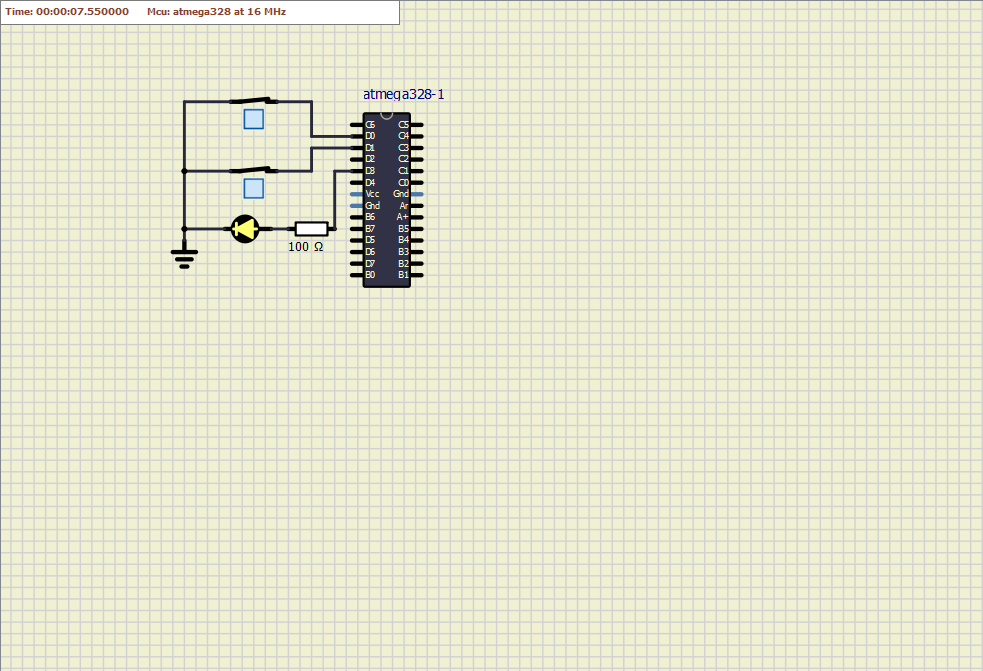 Time: 00:00:07.550000 Mcu: atmega328 at 16 MHz
atmega328-1
C6 C5
D0 C4
D1 C3
D2 C2
D3 C1
D4 C0
Vcc Gnd
Gnd Ar
B6 A+
B7 B5
D5 B4
D6 B3
D7 B2
B0 B1
100 Ω